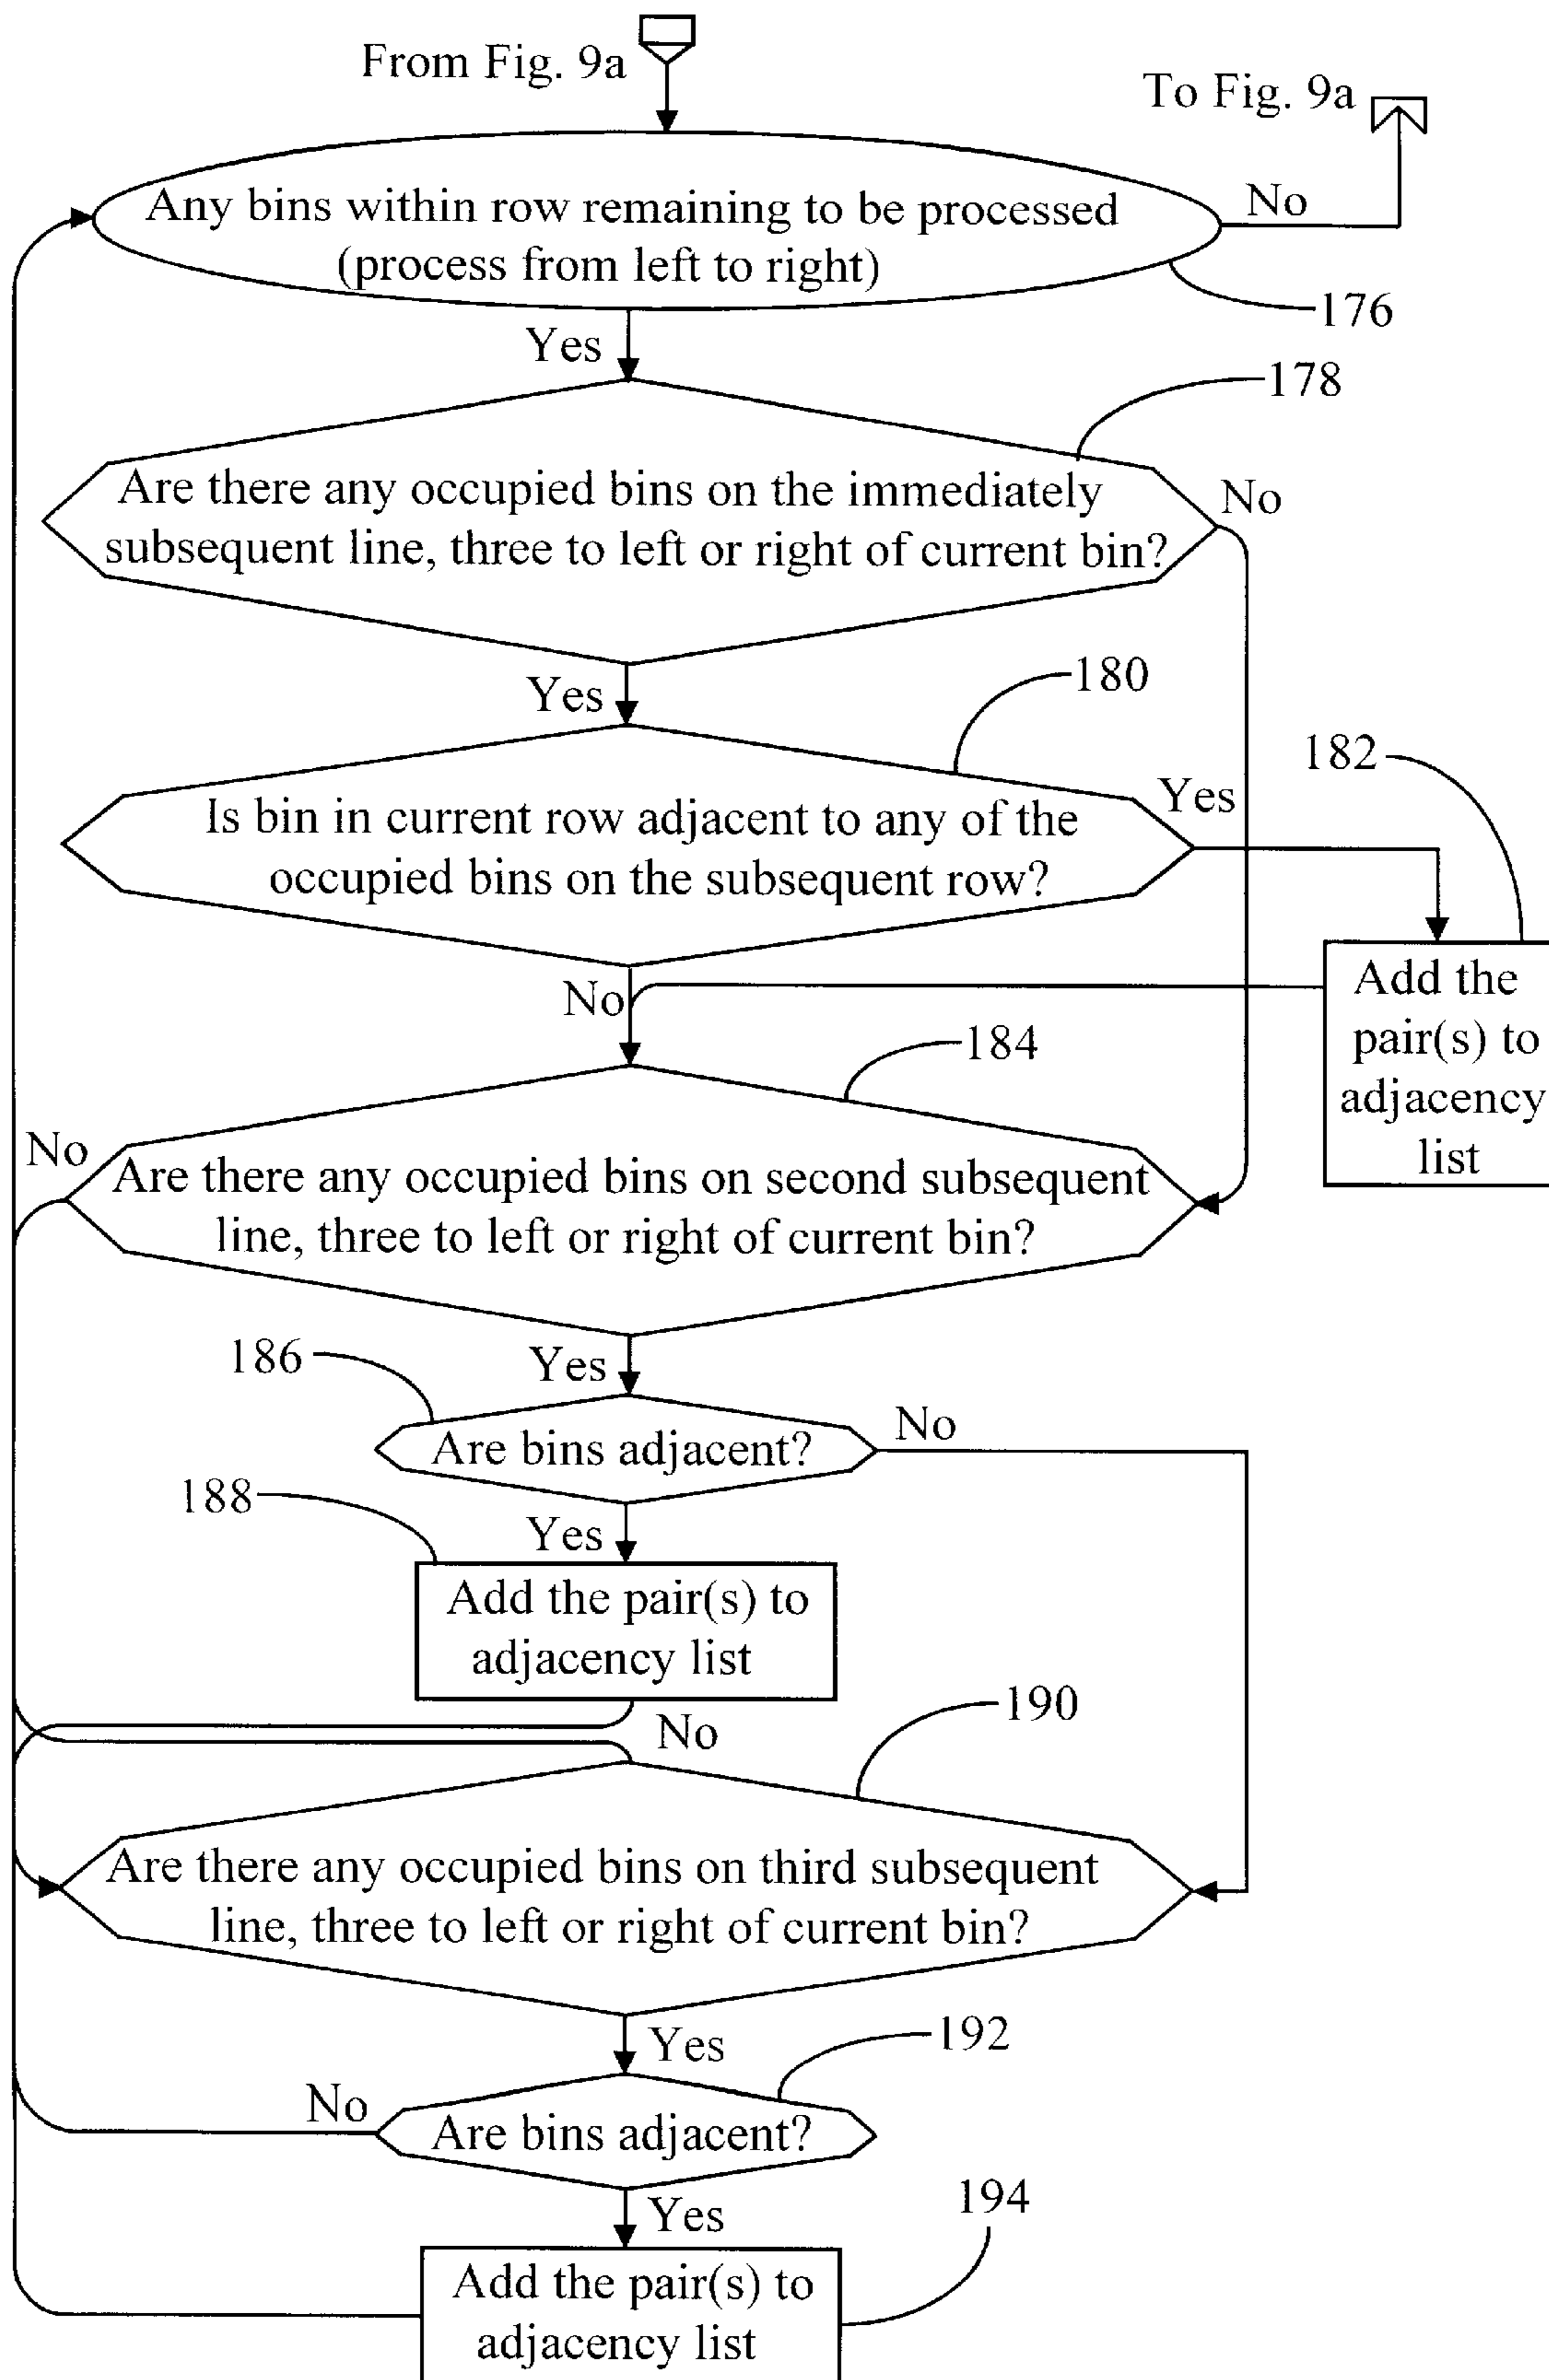 From Fig. 9a
To Fig. 9a
Any bins within row remaining to be processed
(process from left to right)
No
176
Yes
178
Are there any occupied bins on the immediately
subsequent line, three to left or right of current bin?
No
Yes
180
182
Is bin in current row adjacent to any of the
occupied bins on the subsequent row?
Yes
Add the
pair(s) to
adjacency
list
No
184
No
Are there any occupied bins on second subsequent
line, three to left or right of current bin?
186
Yes
Are bins adjacent?
No
188
Yes
Add the pair(s) to
adjacency list
190
No
Are there any occupied bins on third subsequent
line, three to left or right of current bin?
Yes
192
No
Are bins adjacent?
Yes
194
Add the pair(s) to
adjacency list